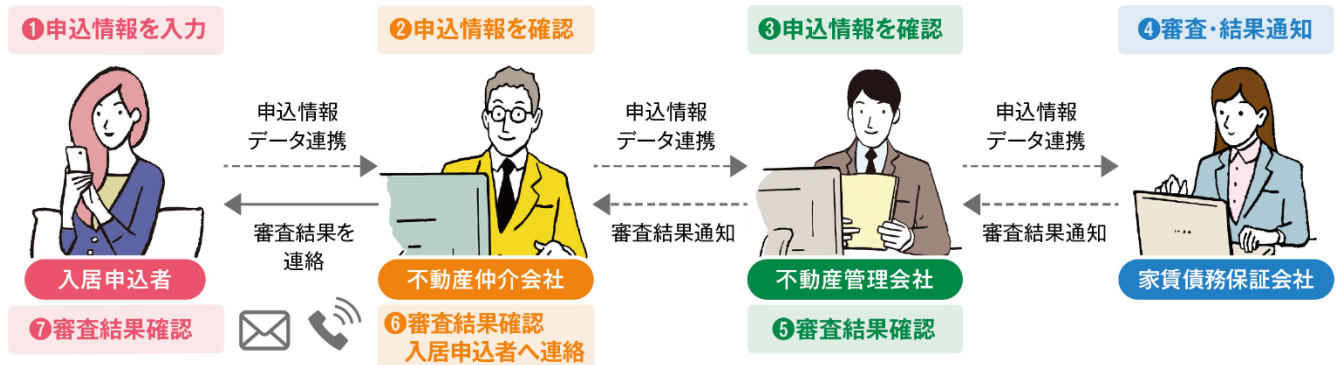 ❶申込情報を入力
❷申込情報を確認
❸申込情報を確認
❹審査・結果通知
申込情報
データ連携
申込情報
データ連携
申込情報
データ連携
審査結果を
連絡
審査結果通知
審査結果通知
入居申込者
不動産仲介会社
不動産管理会社
家賃債務保証会社
❼審査結果確認
❻審査結果確認
入居申込者へ連絡
❺審査結果確認